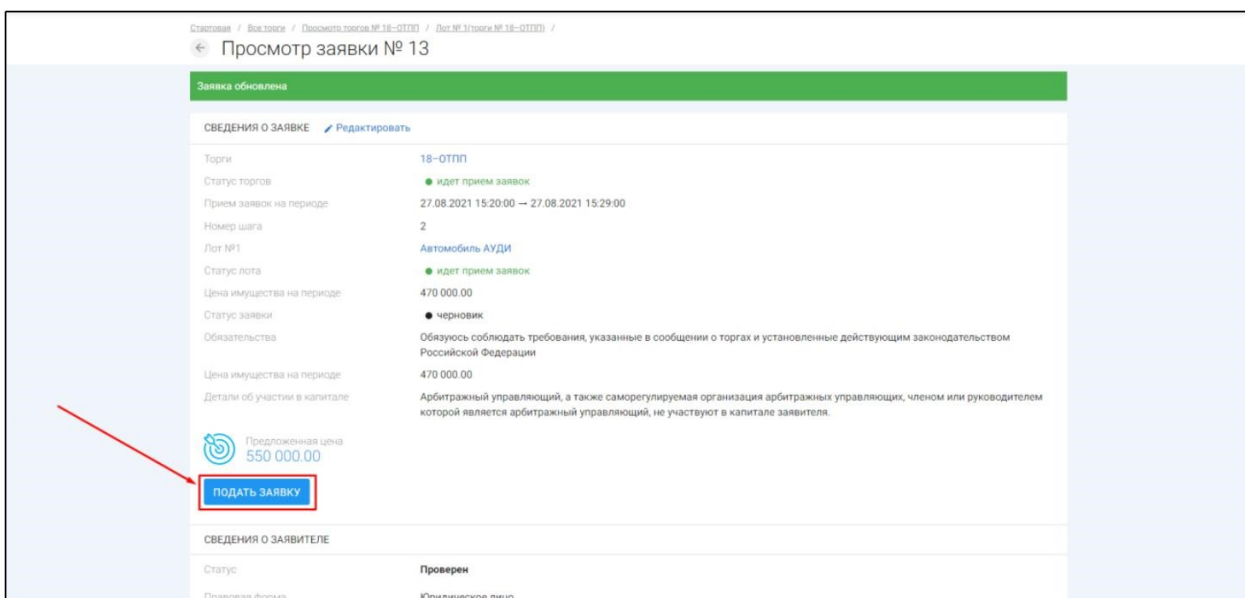 Стартовая / Все торги / Просмотр торгов № 18-ОТПП / Лот № 1(торги № 18-ОТПП) /
Просмотр заявки № 13
Заявка обновлена
СВЕДЕНИЯ О ЗАЯВКЕ Редактировать
Торги 18-ОТПП
Статус торгов идет прием заявок
Прием заявок на периоде 27.08.2021 15:20:00 → 27.08.2021 15:29:00
Номер шага 2
Лот №1 Автомобиль АУДИ
Статус лота идет прием заявок
Цена имущества на периоде 470 000.00
Статус заявки черновик
Обязательства Обязуюсь соблюдать требования, указанные в сообщении о торгах и установленные действующим законодательством
Российской Федерации
Цена имущества на периоде 470 000.00
Детали об участии в капитале Арбитражный управляющий, а также саморегулируемая организация арбитражных управляющих, членом или руководителем
которой является арбитражный управляющий, не участвуют в капитале заявителя.
Предложенная цена
550 000.00
ПОДАТЬ ЗАЯВКУ
СВЕДЕНИЯ О ЗАЯВИТЕЛЕ
Статус Проверен
Правовая форма Юридическое лицо